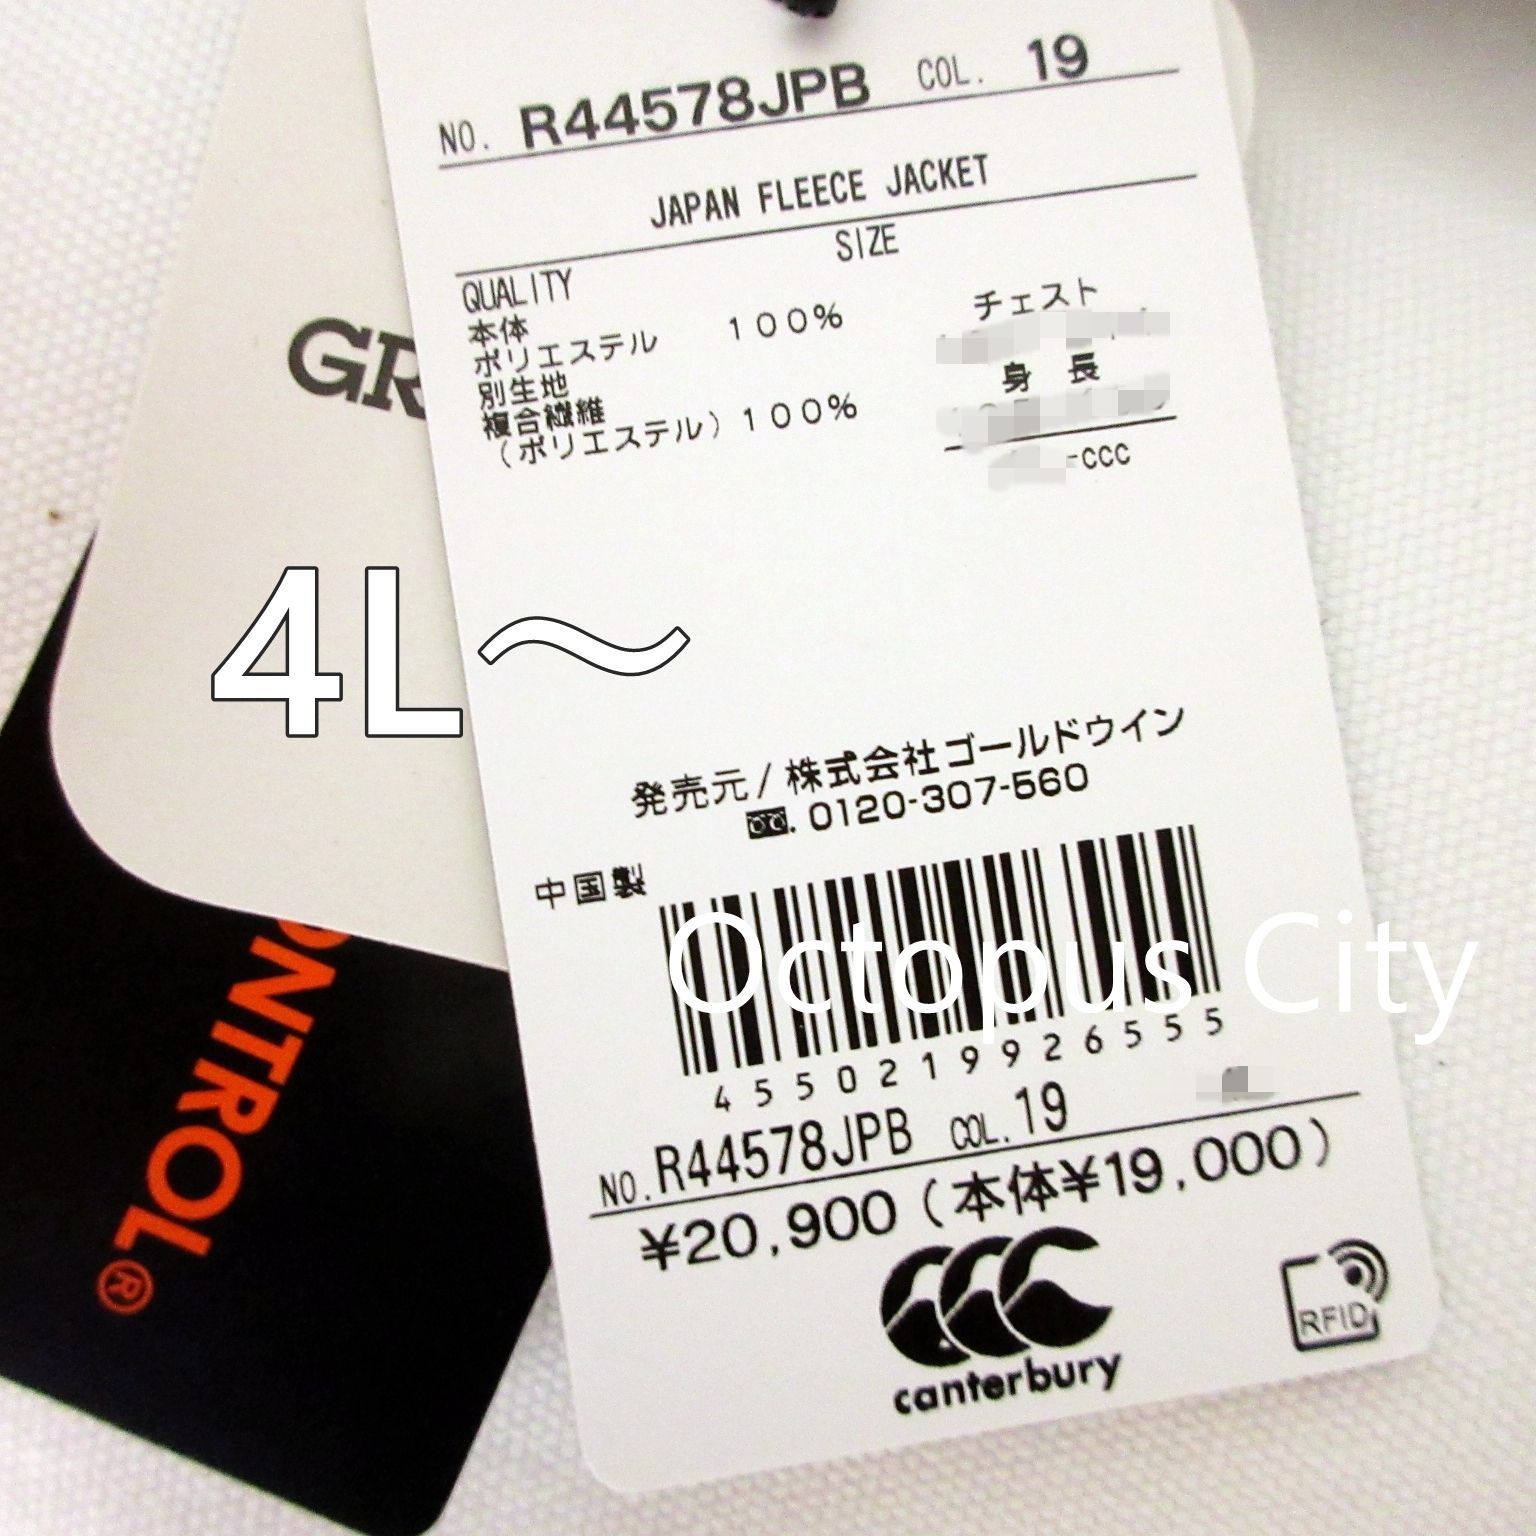 NO. R44578JPB COL. 19
JAPAN FLEECE JACKET
SIZE
QUALITY
本体
ポリエステル 100%
別生地
複合繊維
(ポリエステル) 100%
チェスト
身 長
-CCC
GR
4L～
発売元/株式会社ゴールドウイン
0120-307-560
中国製
Octopus City
4550219926555
NO. R44578JPB COL. 19
¥20,900(本体¥19,000)
canterbury
RFID
ONTROL®